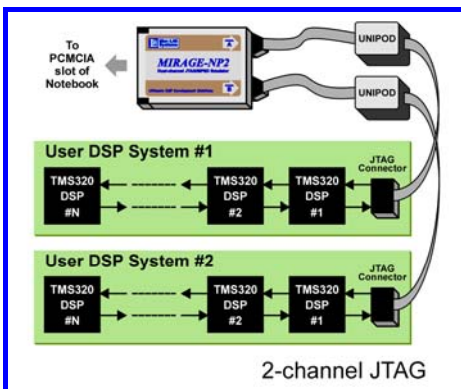 To
PCMCIA
slot of
Notebook
MIRAGE-NP2
A
B
UNIPOD
UNIPOD
User DSP System #1
JTAG
Connector
TMS320
DSP
#N
TMS320
DSP
#2
TMS320
DSP
#1
User DSP System #2
JTAG
Connector
TMS320
DSP
#N
TMS320
DSP
#2
TMS320
DSP
#1
2-channel JTAG